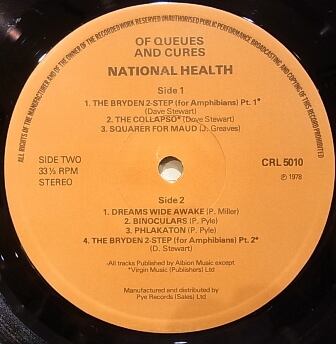 ALL RIGHTS OF THE MANUFACTURER AND OF THE OWNER OF THE RECORDED WORK RESERVED UNAUTHORISED PUBLIC PERFORMANCE BROADCASTING AND COPYING OF THIS RECORD PROHIBITED
OF QUEUES
AND CURES
NATIONAL HEALTH
Side 1
1. THE BRYDEN 2-STEP (for Amphibians) Pt. 1*
(Dave Stewart)
2. THE COLLAPSO* (Dave Stewart)
3. SQUARER FOR MAUD (J. Greaves)
SIDE TWO
33⅓ RPM
STEREO
CRL 5010
℗ 1978
Side 2
1. DREAMS WIDE AWAKE (P. Miller)
2. BINOCULARS (P. Pyle)
3. PHLAKATON (P. Pyle)
4. THE BRYDEN 2-STEP (for Amphibians) Pt. 2*
(D. Stewart)
-All tracks Published by Albion Music except
*Virgin Music (Publishers) Ltd
Manufactured and distributed by
Pye Records (Sales) Ltd